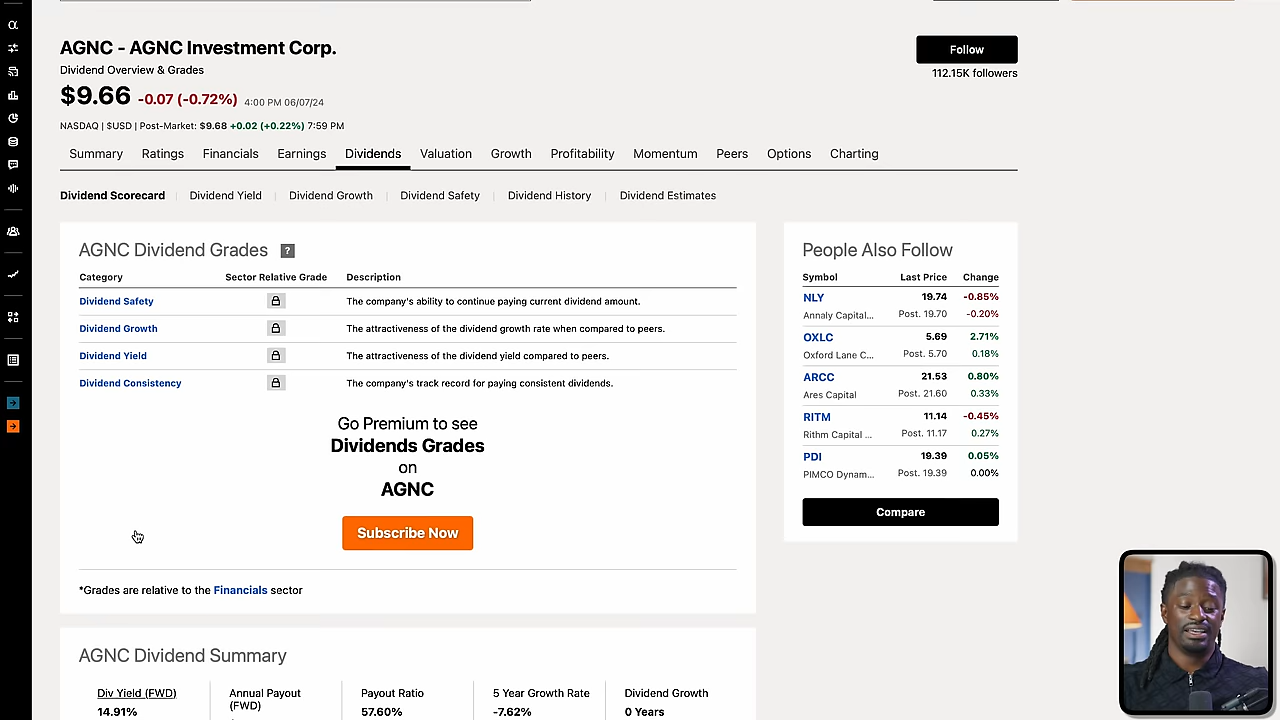 AGNC - AGNC Investment Corp.
Follow
Dividend Overview & Grades
112.15K followers
$9.66 -0.07 (-0.72%) 4:00 PM 06/07/24
NASDAQ | $USD | Post-Market: $9.68 +0.02 (+0.22%) 7:59 PM
Summary Ratings Financials Earnings Dividends Valuation Growth Profitability Momentum Peers Options Charting
Dividend Scorecard | Dividend Yield | Dividend Growth | Dividend Safety | Dividend History | Dividend Estimates
AGNC Dividend Grades ?
Category Sector Relative Grade Description
Dividend Safety The company's ability to continue paying current dividend amount.
Dividend Growth The attractiveness of the dividend growth rate when compared to peers.
Dividend Yield The attractiveness of the dividend yield compared to peers.
Dividend Consistency The company's track record for paying consistent dividends.
Go Premium to see
Dividends Grades
on
AGNC
Subscribe Now
*Grades are relative to the Financials sector
People Also Follow
Symbol Last Price Change
NLY 19.74 -0.85%
Annaly Capital... Post. 19.70 -0.20%
OXLC 5.69 2.71%
Oxford Lane C... Post. 5.70 0.18%
ARCC 21.53 0.80%
Ares Capital Post. 21.60 0.33%
RITM 11.14 -0.45%
Rithm Capital ... Post. 11.17 0.27%
PDI 19.39 0.05%
PIMCO Dynam... Post. 19.39 0.00%
Compare
AGNC Dividend Summary
Div Yield (FWD) Annual Payout (FWD) Payout Ratio 5 Year Growth Rate Dividend Growth
14.91% 57.60% -7.62% 0 Years